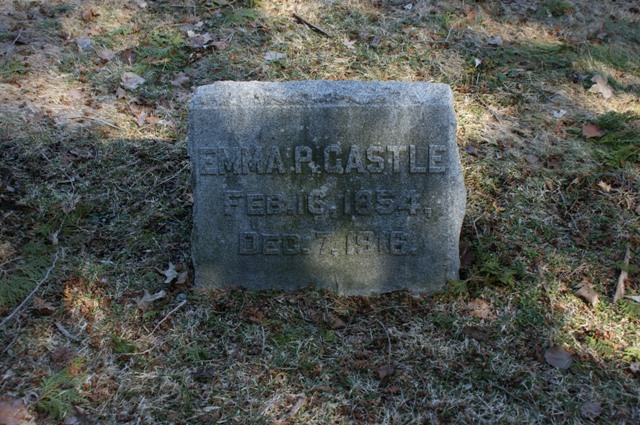 EMMA P. CASTLE
FEB. 16. 1854.
DEC. 7. 1916.